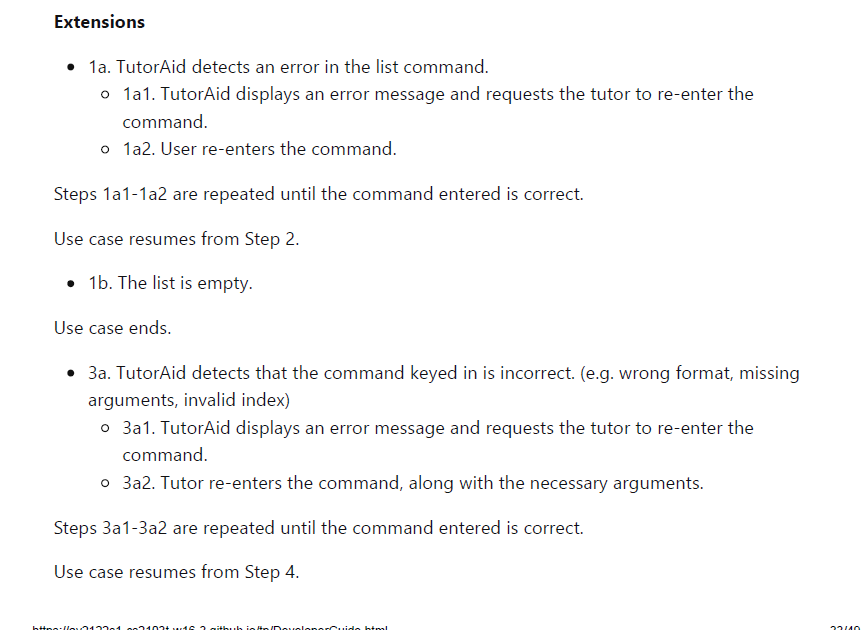 Extensions
• 1a. TutorAid detects an error in the list command.
○ 1a1. TutorAid displays an error message and requests the tutor to re-enter the
command.
○ 1a2. User re-enters the command.
Steps 1a1-1a2 are repeated until the command entered is correct.
Use case resumes from Step 2.
• 1b. The list is empty.
Use case ends.
• 3a. TutorAid detects that the command keyed in is incorrect. (e.g. wrong format, missing
arguments, invalid index)
○ 3a1. TutorAid displays an error message and requests the tutor to re-enter the
command.
○ 3a2. Tutor re-enters the command, along with the necessary arguments.
Steps 3a1-3a2 are repeated until the command entered is correct.
Use case resumes from Step 4.